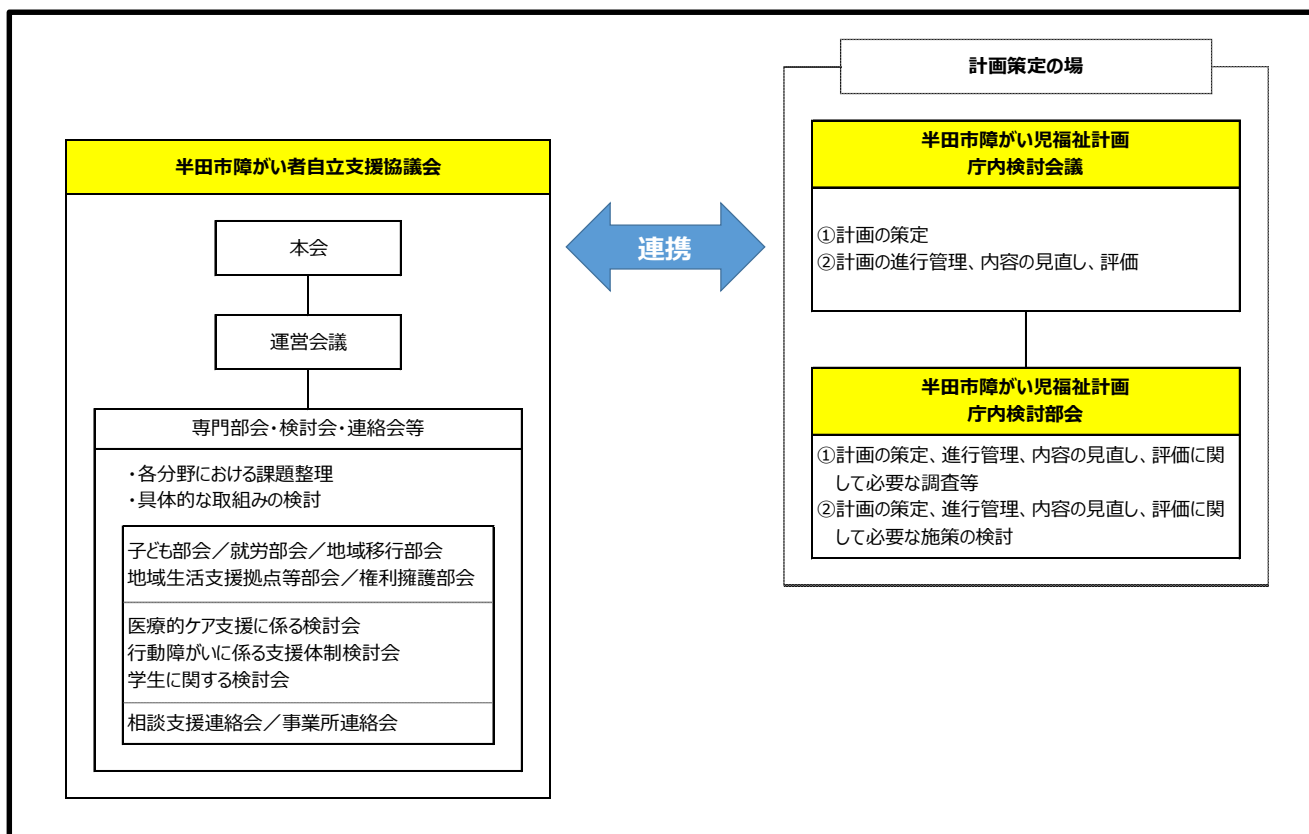 半田市障がい者自立支援協議会
本会
運営会議
専門部会・検討会・連絡会等
・各分野における課題整理
・具体的な取組みの検討
子ども部会／就労部会／地域移行部会
地域生活支援拠点等部会／権利擁護部会
医療的ケア支援に係る検討会
行動障がいに係る支援体制検討会
学生に関する検討会
相談支援連絡会／事業所連絡会
連携
計画策定の場
半田市障がい児福祉計画
庁内検討会議
①計画の策定
②計画の進行管理、内容の見直し、評価
半田市障がい児福祉計画
庁内検討部会
①計画の策定、進行管理、内容の見直し、評価に関
して必要な調査等
②計画の策定、進行管理、内容の見直し、評価に関
して必要な施策の検討